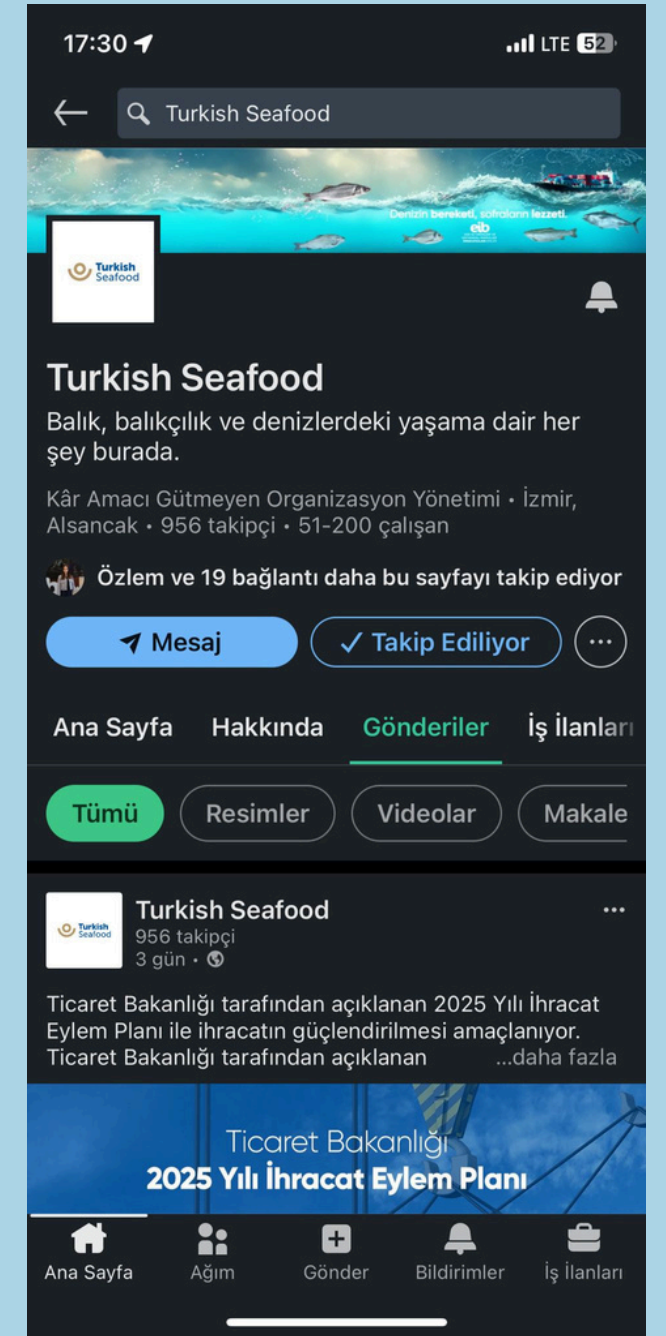 17:30
LTE 52
Turkish Seafood
Denizin bereketi, sofraların lezzeti.
eib
Turkish
Seafood
Turkish Seafood
Balık, balıkçılık ve denizlerdeki yaşama dair her
şey burada.
Kâr Amacı Gütmeyen Organizasyon Yönetimi • İzmir,
Alsancak • 956 takipçi • 51-200 çalışan
Özlem ve 19 bağlantı daha bu sayfayı takip ediyor
Mesaj ✓ Takip Ediliyor ...
Ana Sayfa Hakkında Gönderiler İş İlanları
Tümü Resimler Videolar Makale
Turkish
Seafood
Turkish Seafood
956 takipçi
3 gün •
Ticaret Bakanlığı tarafından açıklanan 2025 Yılı İhracat
Eylem Planı ile ihracatın güçlendirilmesi amaçlanıyor.
Ticaret Bakanlığı tarafından açıklanan ...daha fazla
Ticaret Bakanlığı
2025 Yılı İhracat Eylem Planı
Ana Sayfa Ağım Gönder Bildirimler İş İlanları